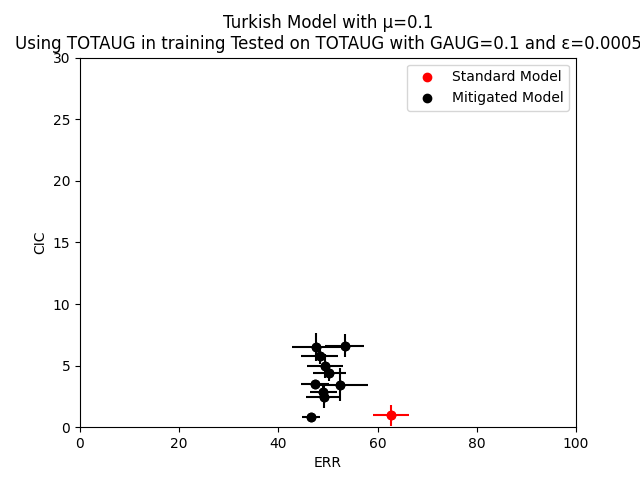 Turkish Model with μ=0.1
Using TOTAUG in training Tested on TOTAUG with GAUG=0.1 and ε=0.0005
Standard Model
Mitigated Model
30
25
20
15
10
5
0
CIC
0 20 40 60 80 100
ERR